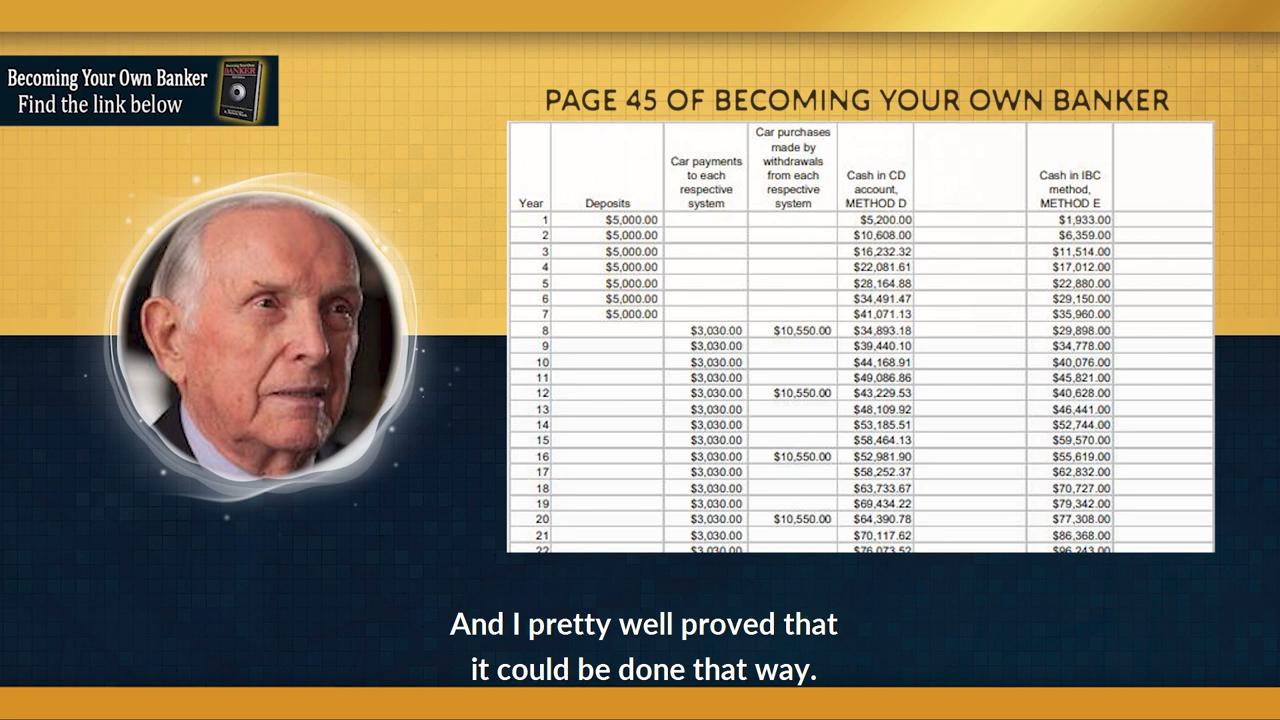 Becoming Your Own Banker
Find the link below
PAGE 45 OF BECOMING YOUR OWN BANKER
Year Deposits Car payments to each respective system Car purchases made by withdrawals from each respective system Cash in CD account, METHOD D Cash in IBC method, METHOD E
1 $5,000.00 $5,200.00 $1,933.00
2 $5,000.00 $10,608.00 $6,359.00
3 $5,000.00 $16,232.32 $11,514.00
4 $5,000.00 $22,081.61 $17,012.00
5 $5,000.00 $28,164.88 $22,880.00
6 $5,000.00 $34,491.47 $29,150.00
7 $5,000.00 $41,071.13 $35,960.00
8 $3,030.00 $10,550.00 $34,893.18 $29,898.00
9 $3,030.00 $39,440.10 $34,778.00
10 $3,030.00 $44,168.91 $40,076.00
11 $3,030.00 $49,086.86 $45,821.00
12 $3,030.00 $10,550.00 $43,229.53 $40,628.00
13 $3,030.00 $48,109.92 $46,441.00
14 $3,030.00 $53,185.51 $52,744.00
15 $3,030.00 $58,464.13 $59,570.00
16 $3,030.00 $10,550.00 $52,981.90 $55,619.00
17 $3,030.00 $58,252.37 $62,832.00
18 $3,030.00 $63,733.67 $70,727.00
19 $3,030.00 $69,434.22 $79,342.00
20 $3,030.00 $10,550.00 $64,390.78 $77,308.00
21 $3,030.00 $70,117.62 $86,368.00
22 $3,030.00 $76,073.52 $96,243.00
And I pretty well proved that
it could be done that way.